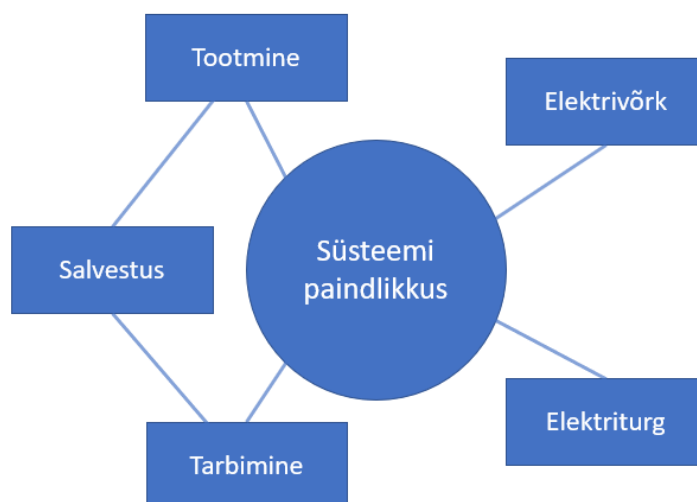 Tootmine
Elektrivõrk
Salvestus
Süsteemi
paindlikkus
Tarbimine
Elektriturg